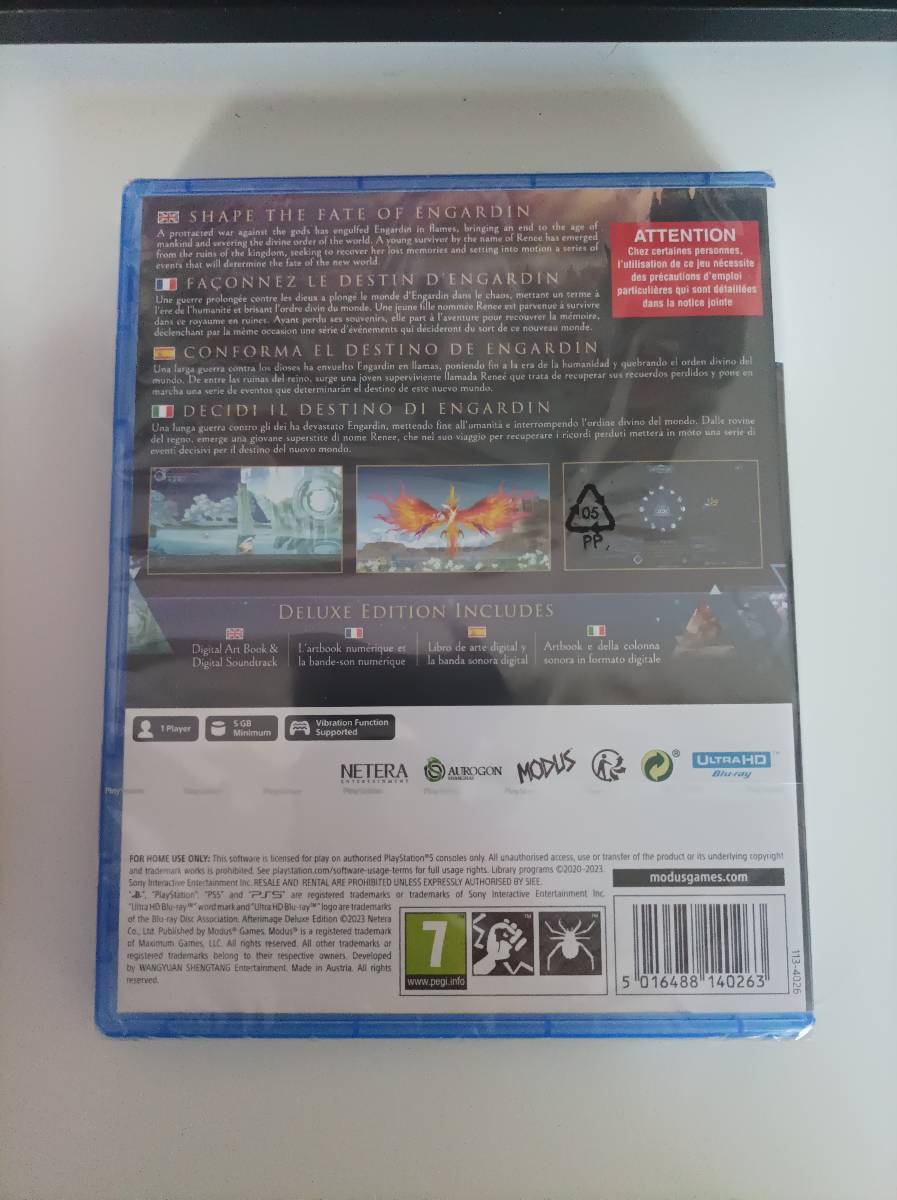 SHAPE THE FATE OF ENGARDIN
A protracted war against the gods has engulfed Engardin in flames, bringing an end to the age of
mankind and severing the divine order of the world. A young survivor by the name of Renee has emerged
from the ruins of the kingdom, seeking to recover her lost memories and setting into motion a series of
events that will determine the fate of the new world.
ATTENTION
Chez certaines personnes,
l'utilisation de ce jeu nécessite
des précautions d'emploi
particulières qui sont détaillées
dans la notice jointe
FAÇONNEZ LE DESTIN D'ENGARDIN
Une guerre prolongée contre les dieux a plongé le monde d'Engardin dans le chaos, mettant un terme à
l'ère de l'humanité et brisant l'ordre divin du monde. Une jeune fille nommée Renee est parvenue à survivre
dans ce royaume en ruines. Ayant perdu ses souvenirs, elle part à l'aventure pour recouvrer la mémoire,
déclenchant par la même occasion une série d'événements qui décideront du sort de ce nouveau monde.
CONFORMA EL DESTINO DE ENGARDIN
Una larga guerra contra los dioses ha envuelto Engardin en llamas, poniendo fin a la era de la humanidad y quebrando el orden divino del
mundo. De entre las ruinas del reino, surge una joven superviviente llamada Reneé que trata de recuperar sus recuerdos perdidos y pone en
marcha una serie de eventos que determinarán el destino de este nuevo mundo.
DECIDI IL DESTINO DI ENGARDIN
Una lunga guerra contro gli dei ha devastato Engardin, mettendo fine all'umanità e interrompendo l'ordine divino del mondo. Dalle rovine
del regno, emerge una giovane superstite di nome Renee, che nel suo viaggio per recuperare i ricordi perduti metterà in moto una serie di
eventi decisivi per il destino del nuovo mondo.
05
PP,
DELUXE EDITION INCLUDES
Digital Art Book &
Digital Soundtrack
L'artbook numérique et
la bande-son numérique
Libro de arte digital y
la banda sonora digital
Artbook e della colonna
sonora in formato digitale
1 Player
5 GB
Minimum
Vibration Function
Supported
NETERA
ENTERTAINMENT
AUROGON
SHANGHAI
MODUS
®
ULTRA HD™
Blu-ray
PlayStation
FOR HOME USE ONLY: This software is licensed for play on authorised PlayStation®5 consoles only. All unauthorised access, use or transfer of the product or its underlying copyright
and trademark works is prohibited. See playstation.com/software-usage-terms for full usage rights. Library programs ©2020-2023
Sony Interactive Entertainment Inc. RESALE AND RENTAL ARE PROHIBITED UNLESS EXPRESSLY AUTHORISED BY SIEE.
"PlayStation", "PS5" and "PS5" are registered trademarks or trademarks of Sony Interactive Entertainment Inc.
"Ultra HD Blu-ray™" word mark and "Ultra HD Blu-ray™" logo are trademarks
of the Blu-ray Disc Association. Afterimage Deluxe Edition ©2023 Netera
Co., Ltd. Published by Modus® Games. Modus® is a registered trademark
of Maximum Games, LLC. All rights reserved. All other trademarks or
registered trademarks belong to their respective owners. Developed
by WANGYUAN SHENGTANG Entertainment. Made in Austria. All rights
reserved.
modusgames.com
7
www.pegi.info
5 016488 140263
113-4026